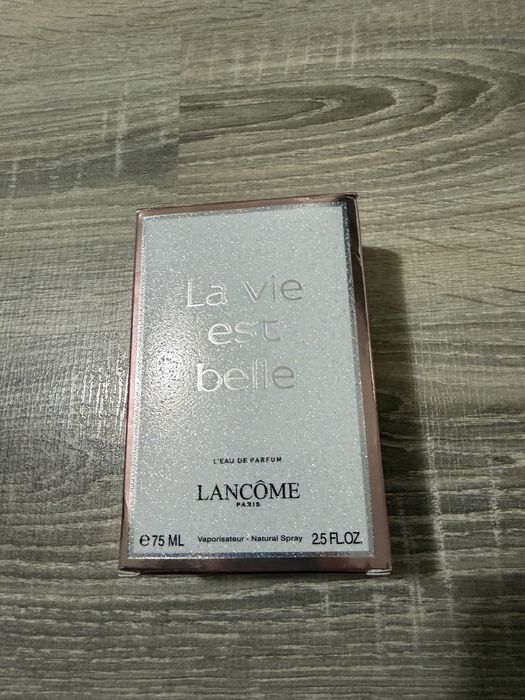 La vie
est
belle
L'EAU DE PARFUM
LANCÔME
PARIS
℮75 ML Vaporisateur - Natural Spray 2.5 FL.OZ.